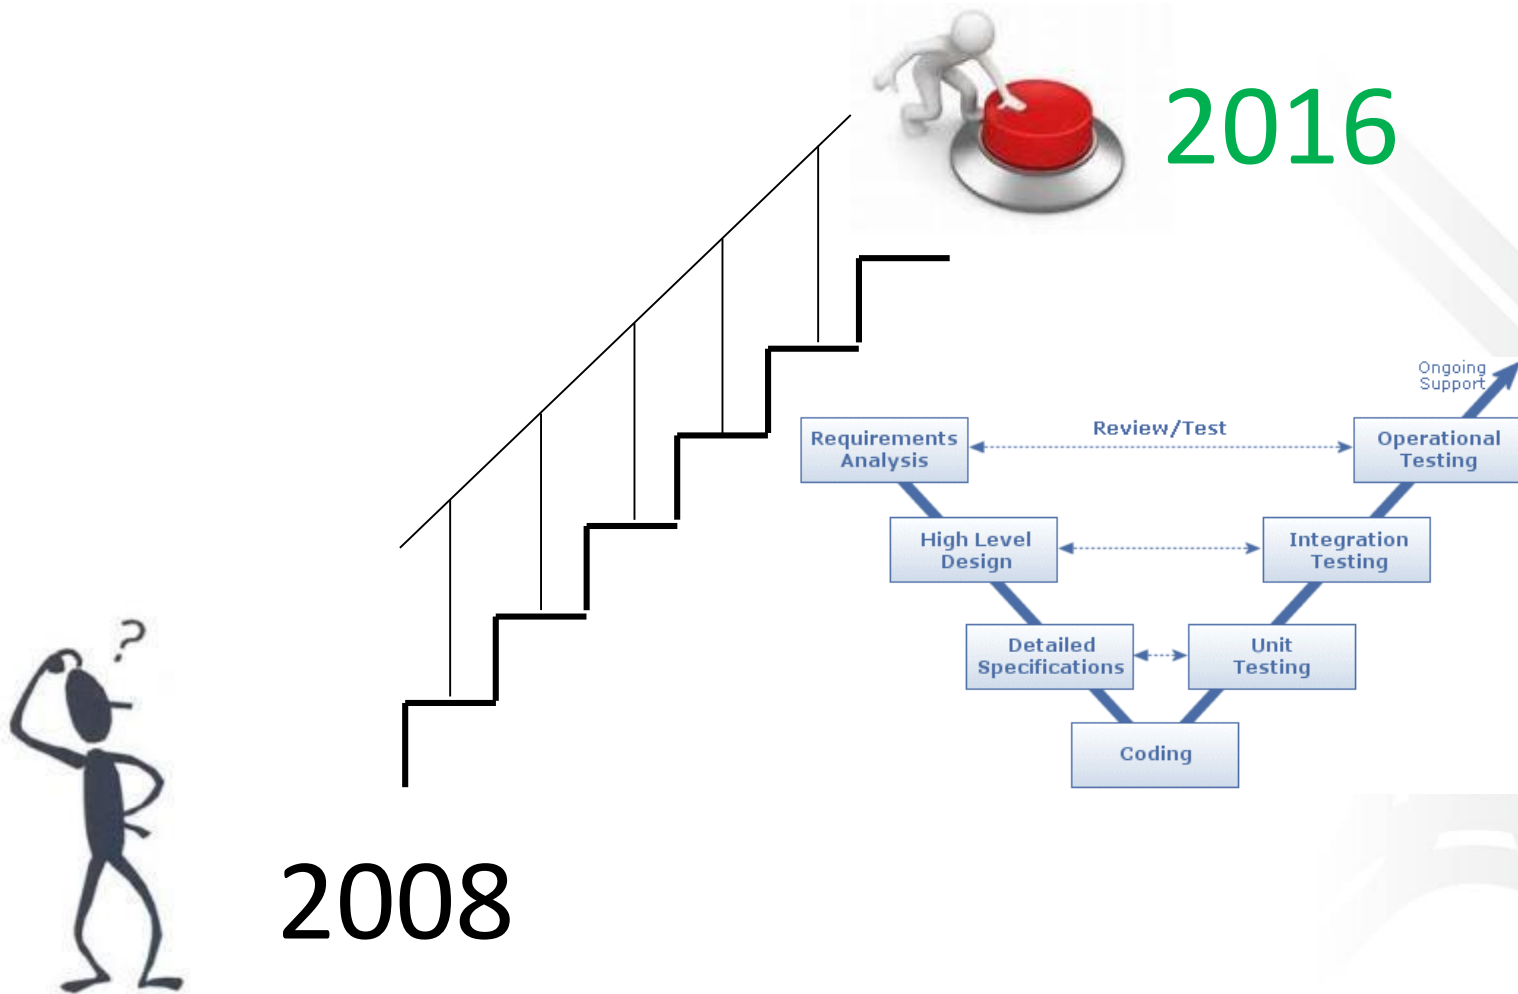 2016
Ongoing
Support
Requirements
Analysis
Review/Test
Operational
Testing
High Level
Design
Integration
Testing
Detailed
Specifications
Unit
Testing
Coding
?
2008